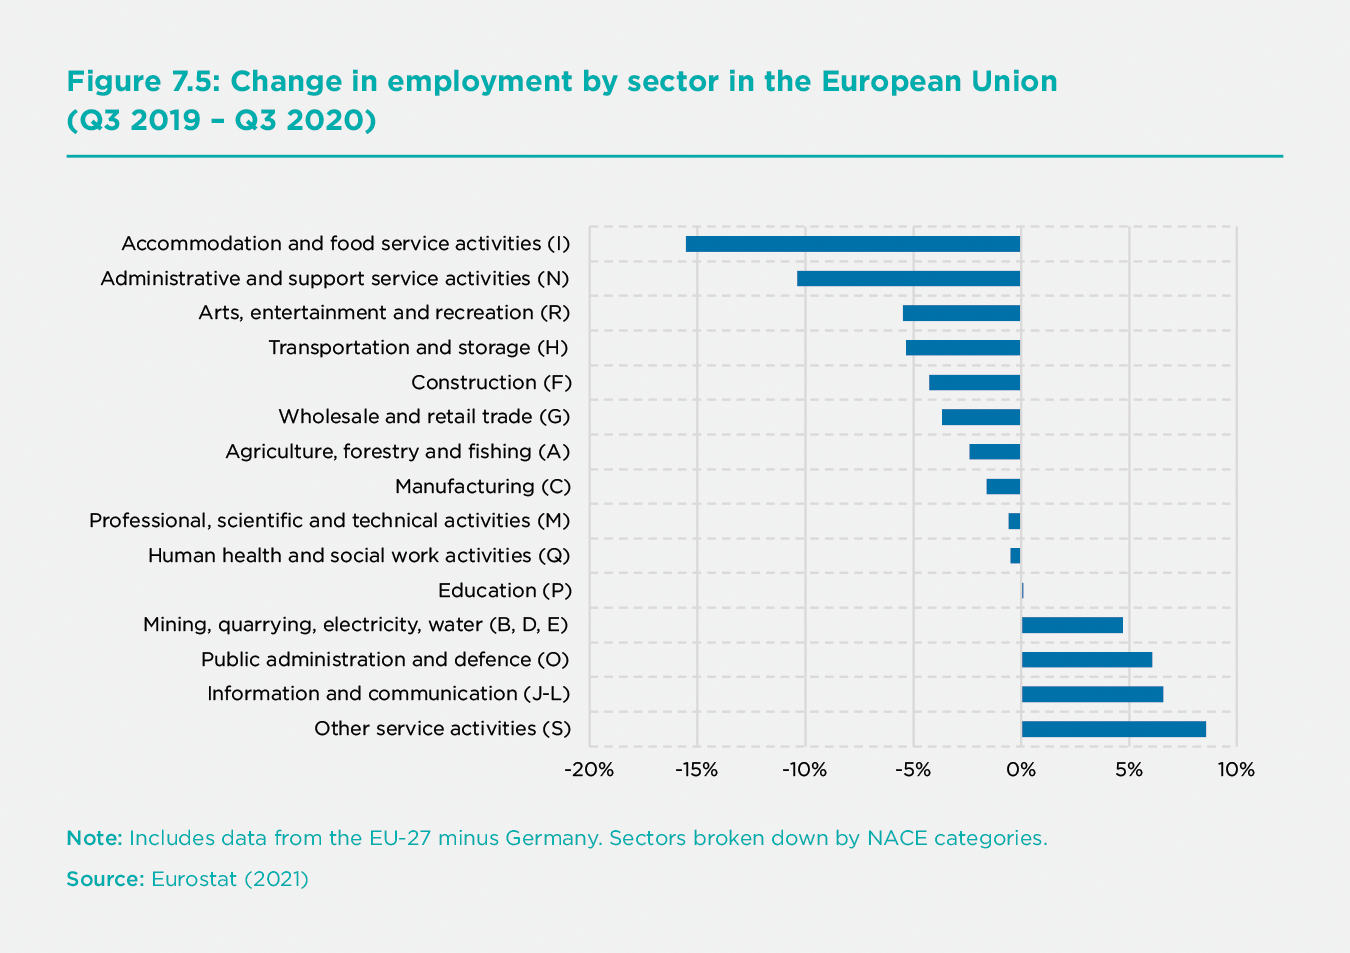 Figure 7.5: Change in employment by sector in the European Union
(Q3 2019 – Q3 2020)
Accommodation and food service activities (I)
Administrative and support service activities (N)
Arts, entertainment and recreation (R)
Transportation and storage (H)
Construction (F)
Wholesale and retail trade (G)
Agriculture, forestry and fishing (A)
Manufacturing (C)
Professional, scientific and technical activities (M)
Human health and social work activities (Q)
Education (P)
Mining, quarrying, electricity, water (B, D, E)
Public administration and defence (O)
Information and communication (J-L)
Other service activities (S)
-20% -15% -10% -5% 0% 5% 10%
Note: Includes data from the EU-27 minus Germany. Sectors broken down by NACE categories.
Source: Eurostat (2021)